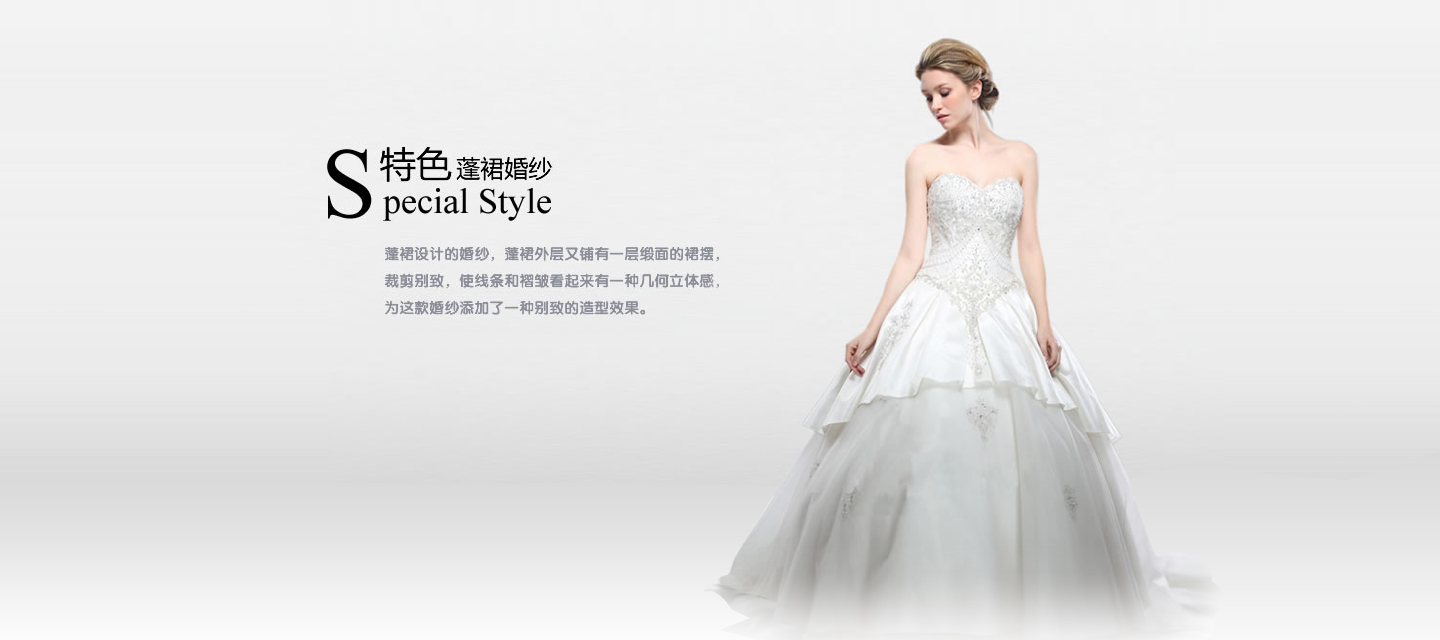 特色 蓬裙婚纱
Special Style
蓬裙设计的婚纱，蓬裙外层又铺有一层缎面的裙摆，
裁剪别致，使线条和褶皱看起来有一种几何立体感，
为这款婚纱添加了一种别致的造型效果。